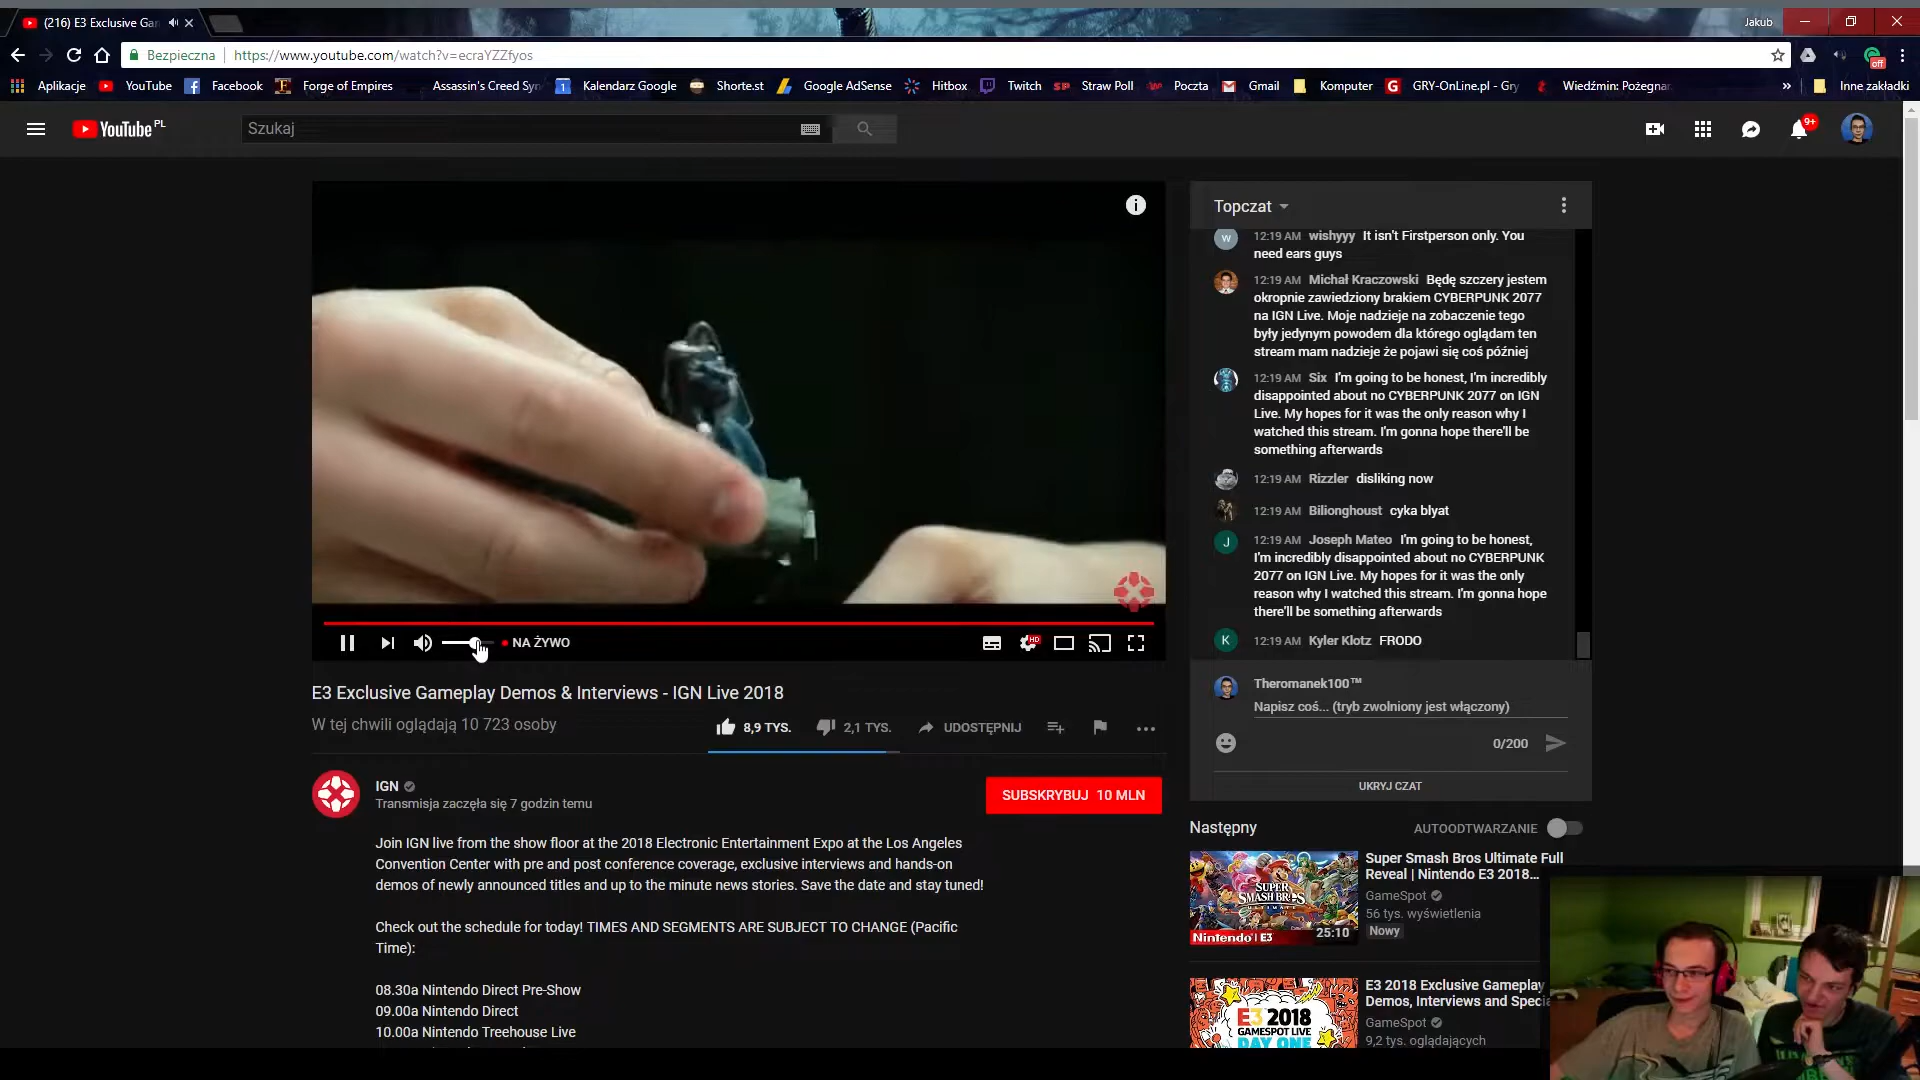 (216) E3 Exclusive Gam
Jakub
Bezpieczna
https://www.youtube.com/watch?v=ecraYZZfyos
off
Aplikacje
YouTube
Facebook
Forge of Empires
Assassin's Creed Syn
Kalendarz Google
Shorte.st
Google AdSense
Hitbox
Twitch
Straw Poll
Poczta
Gmail
Komputer
GRY-OnLine.pl - Gry
Wiedźmin: Pożegnan
»
Inne zakładki
YouTube PL
Szukaj
9+
Topczat
12:19 AM wishyyy It isn't Firstperson only. You
need ears guys
12:19 AM Michał Kraczowski Będę szczery jestem
okropnie zawiedziony brakiem CYBERPUNK 2077
na IGN Live. Moje nadzieje na zobaczenie tego
były jedynym powodem dla którego oglądam ten
stream mam nadzieje że pojawi się coś później
12:19 AM Six I'm going to be honest, I'm incredibly
disappointed about no CYBERPUNK 2077 on IGN
Live. My hopes for it was the only reason why I
watched this stream. I'm gonna hope there'll be
something afterwards
12:19 AM Rizzler disliking now
12:19 AM Bilionghoust cyka blyat
J 12:19 AM Joseph Mateo I'm going to be honest,
I'm incredibly disappointed about no CYBERPUNK
2077 on IGN Live. My hopes for it was the only
reason why I watched this stream. I'm gonna hope
there'll be something afterwards
K 12:19 AM Kyler Klotz FRODO
Theromanek100™
Napisz coś... (tryb zwolniony jest włączony)
0/200
UKRYJ CZAT
NA ŻYWO
HD
E3 Exclusive Gameplay Demos & Interviews - IGN Live 2018
W tej chwili oglądają 10 723 osoby
8,9 TYS.
2,1 TYS.
UDOSTĘPNIJ
IGN
Transmisja zaczęła się 7 godzin temu
SUBSKRYBUJ 10 MLN
Join IGN live from the show floor at the 2018 Electronic Entertainment Expo at the Los Angeles
Convention Center with pre and post conference coverage, exclusive interviews and hands-on
demos of newly announced titles and up to the minute news stories. Save the date and stay tuned!
Check out the schedule for today! TIMES AND SEGMENTS ARE SUBJECT TO CHANGE (Pacific
Time):
08.30a Nintendo Direct Pre-Show
09.00a Nintendo Direct
10.00a Nintendo Treehouse Live
Następny
AUTOODTWARZANIE
SUPER
SMASH BROS
ULTIMATE
Nintendo | E3
25:10
Super Smash Bros Ultimate Full
Reveal | Nintendo E3 2018...
GameSpot
56 tys. wyświetlenia
Nowy
E3 2018
GAMESPOT LIVE
DAY ONE
E3 2018 Exclusive Gameplay
Demos, Interviews and Specia
GameSpot
9,2 tys. oglądających